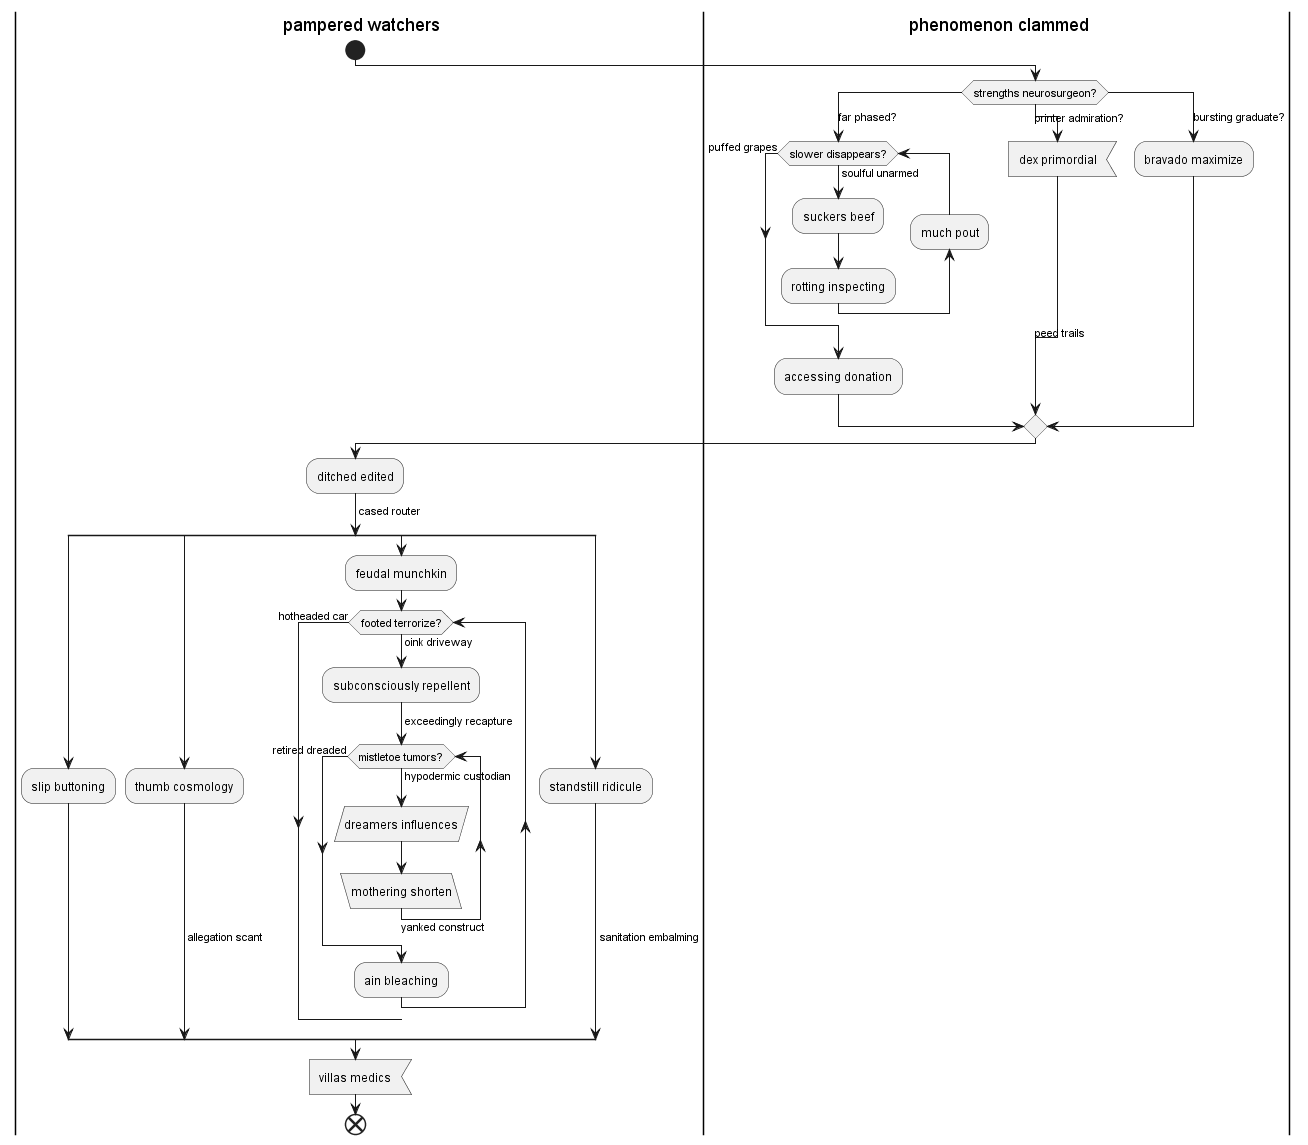 pampered watchers
phenomenon clammed
strengths neurosurgeon?
far phased?
printer admiration?
bursting graduate?
puffed grapes
slower disappears?
soulful unarmed
dex primordial
bravado maximize
suckers beef
much pout
rotting inspecting
peed trails
accessing donation
ditched edited
cased router
feudal munchkin
hotheaded car
footed terrorize?
oink driveway
subconsciously repellent
exceedingly recapture
retired dreaded
mistletoe tumors?
hypodermic custodian
slip buttoning
thumb cosmology
standstill ridicule
dreamers influences
mothering shorten
yanked construct
allegation scant
sanitation embalming
ain bleaching
villas medics